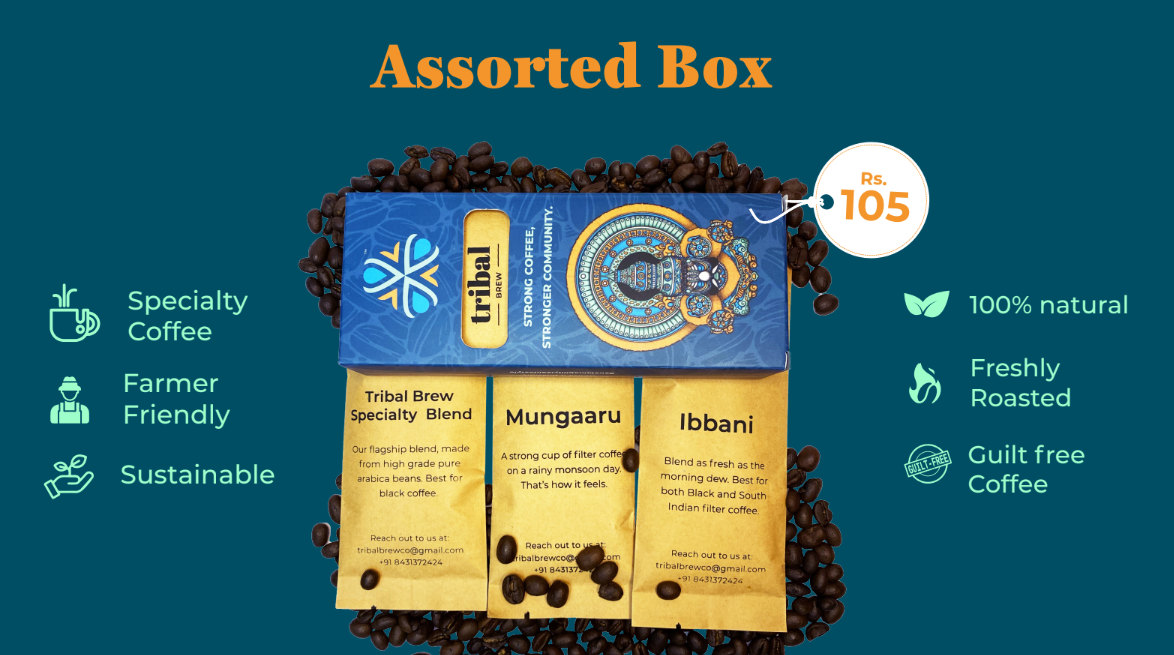 Assorted Box
Rs.
105
tribal
BREW
STRONG COFFEE,
STRONGER COMMUNITY.
Specialty
Coffee
Farmer
Friendly
Sustainable
100% natural
Freshly
Roasted
GUILT-FREE
Guilt free
Coffee
Tribal Brew
Specialty Blend
Our flagship blend, made
from high grade pure
arabica beans. Best for
black coffee.
Reach out to us at:
tribalbrewco@gmail.com
+91 8431372424
Mungaaru
A strong cup of filter coffee
on a rainy monsoon day.
That's how it feels.
Reach out to us at:
+91 843137
Ibbani
Blend as fresh as the
morning dew. Best for
both Black and South
Indian filter coffee.
Reach out to us at:
tribalbrewco@gmail.com
+91 8431372424